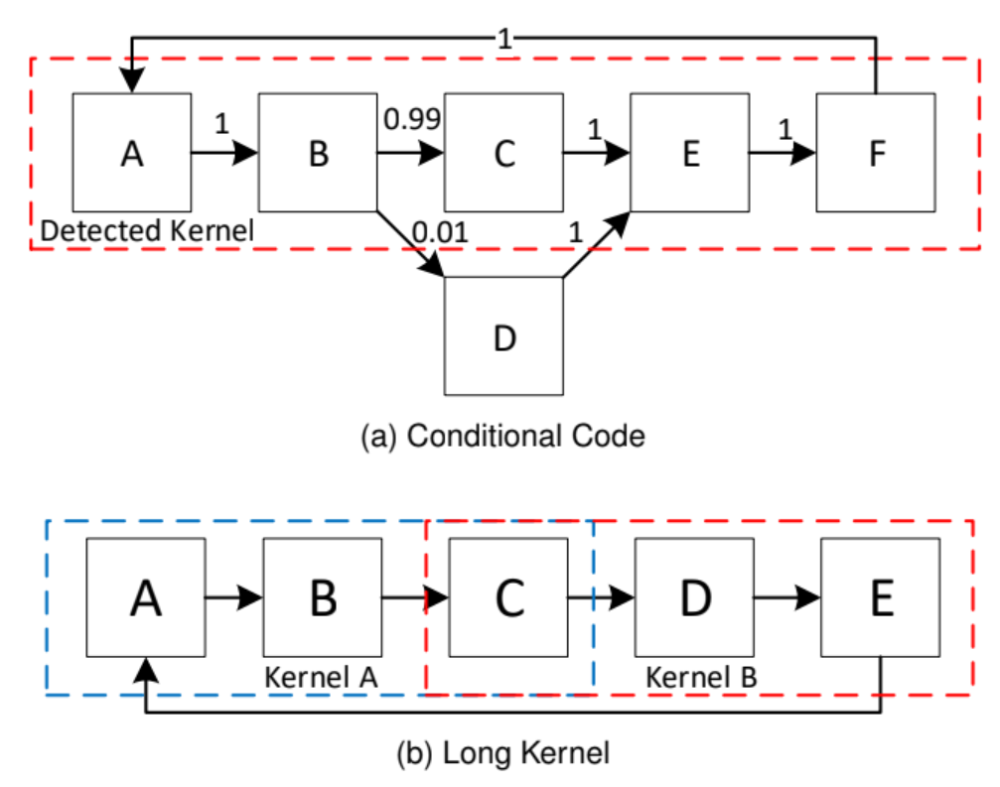 1
A 1 B 0.99 C 1 E 1 F
Detected Kernel 0.01 1
D
(a) Conditional Code
A B C D E
Kernel A Kernel B
(b) Long Kernel